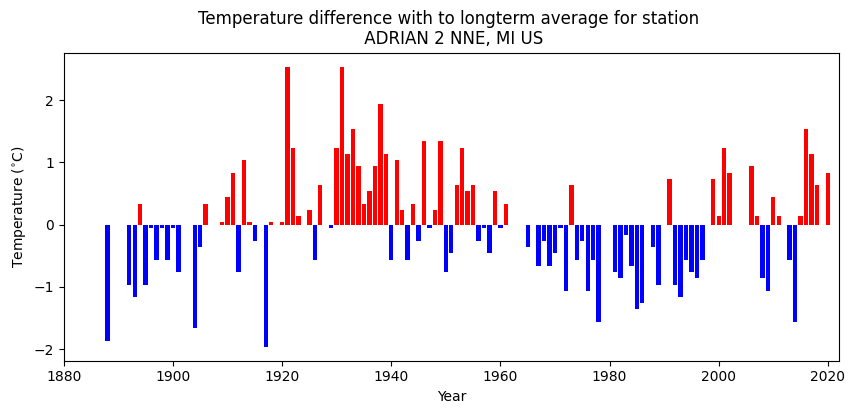 Temperature difference with to longterm average for station
ADRIAN 2 NNE, MI US
Temperature (°C)
2
1
0
−1
−2
1880 1900 1920 1940 1960 1980 2000 2020
Year